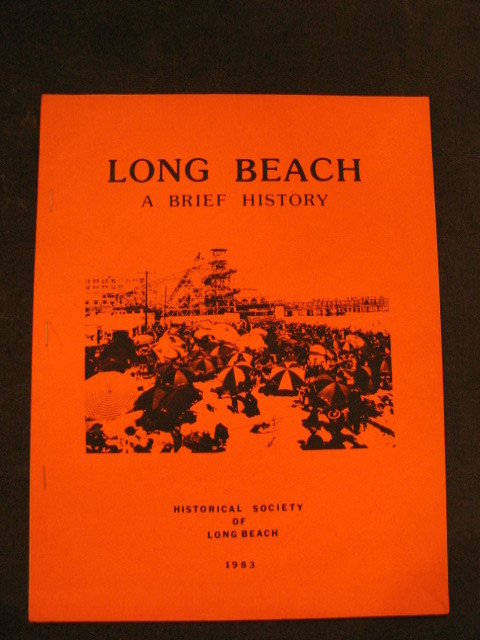 LONG BEACH
A BRIEF HISTORY
HISTORICAL SOCIETY
OF
LONG BEACH
1983